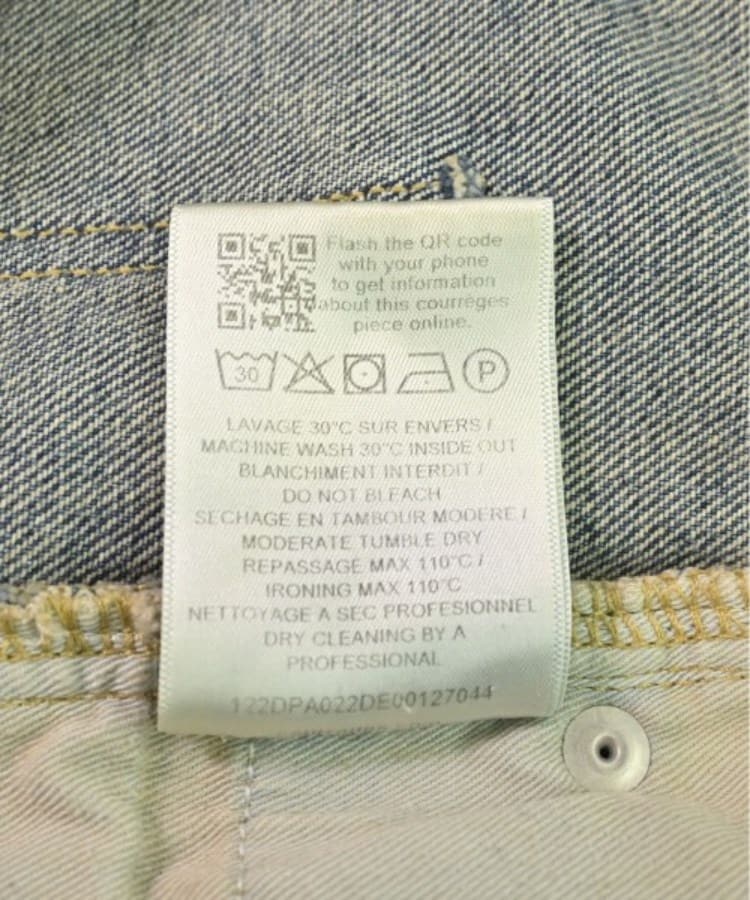 Flash the QR code
with your phone
to get information
about this courrèges
piece online.
30
P
LAVAGE 30°C SUR ENVERS /
MACHINE WASH 30°C INSIDE OUT
BLANCHIMENT INTERDIT /
DO NOT BLEACH
SECHAGE EN TAMBOUR MODERE /
MODERATE TUMBLE DRY
REPASSAGE MAX 110°C /
IRONING MAX 110°C
NETTOYAGE A SEC PROFESIONNEL
DRY CLEANING BY A
PROFESSIONAL
122DPA022DE00127044